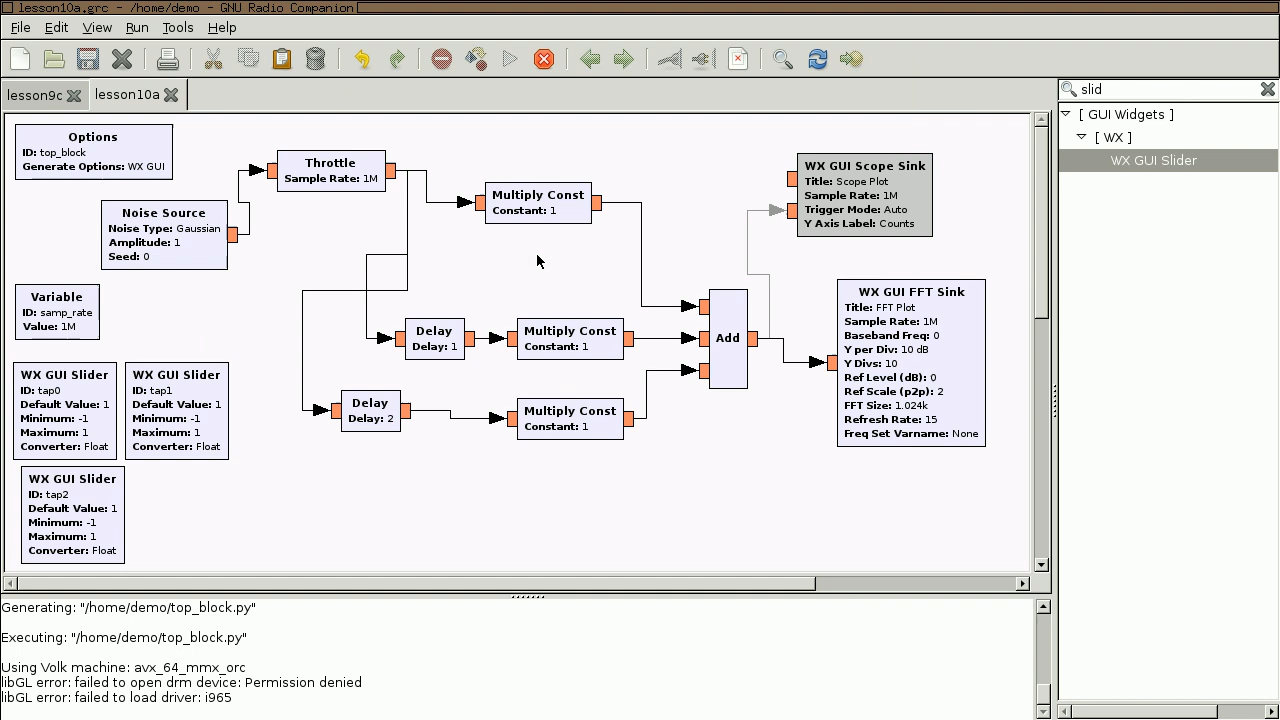 lesson10a.grc - /home/demo - GNU Radio Companion
File Edit View Run Tools Help
lesson9c lesson10a
slid
[ GUI Widgets ]
[ WX ]
WX GUI Slider
Options
ID: top_block
Generate Options: WX GUI
Noise Source
Noise Type: Gaussian
Amplitude: 1
Seed: 0
Variable
ID: samp_rate
Value: 1M
WX GUI Slider
ID: tap0
Default Value: 1
Minimum: -1
Maximum: 1
Converter: Float
WX GUI Slider
ID: tap1
Default Value: 1
Minimum: -1
Maximum: 1
Converter: Float
WX GUI Slider
ID: tap2
Default Value: 1
Minimum: -1
Maximum: 1
Converter: Float
Throttle
Sample Rate: 1M
Multiply Const
Constant: 1
Delay
Delay: 1
Multiply Const
Constant: 1
Delay
Delay: 2
Multiply Const
Constant: 1
Add
WX GUI Scope Sink
Title: Scope Plot
Sample Rate: 1M
Trigger Mode: Auto
Y Axis Label: Counts
WX GUI FFT Sink
Title: FFT Plot
Sample Rate: 1M
Baseband Freq: 0
Y per Div: 10 dB
Y Divs: 10
Ref Level (dB): 0
Ref Scale (p2p): 2
FFT Size: 1.024k
Refresh Rate: 15
Freq Set Varname: None
Generating: "/home/demo/top_block.py"
Executing: "/home/demo/top_block.py"
Using Volk machine: avx_64_mmx_orc
libGL error: failed to open drm device: Permission denied
libGL error: failed to load driver: i965